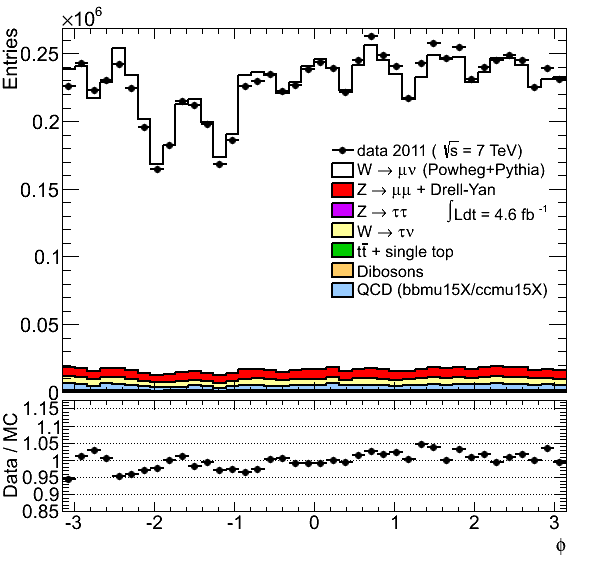 ×10⁶
Entries
0.25
0.2
0.15
0.1
0.05
0
data 2011 ( √s = 7 TeV)
W → μν (Powheg+Pythia)
Z → μμ + Drell-Yan
Z → ττ
∫Ldt = 4.6 fb⁻¹
W → τν
tt̄ + single top
Dibosons
QCD (bbmu15X/ccmu15X)
Data / MC
1.15
1.1
1.05
1
0.95
0.9
0.85
-3 -2 -1 0 1 2 3
ϕ